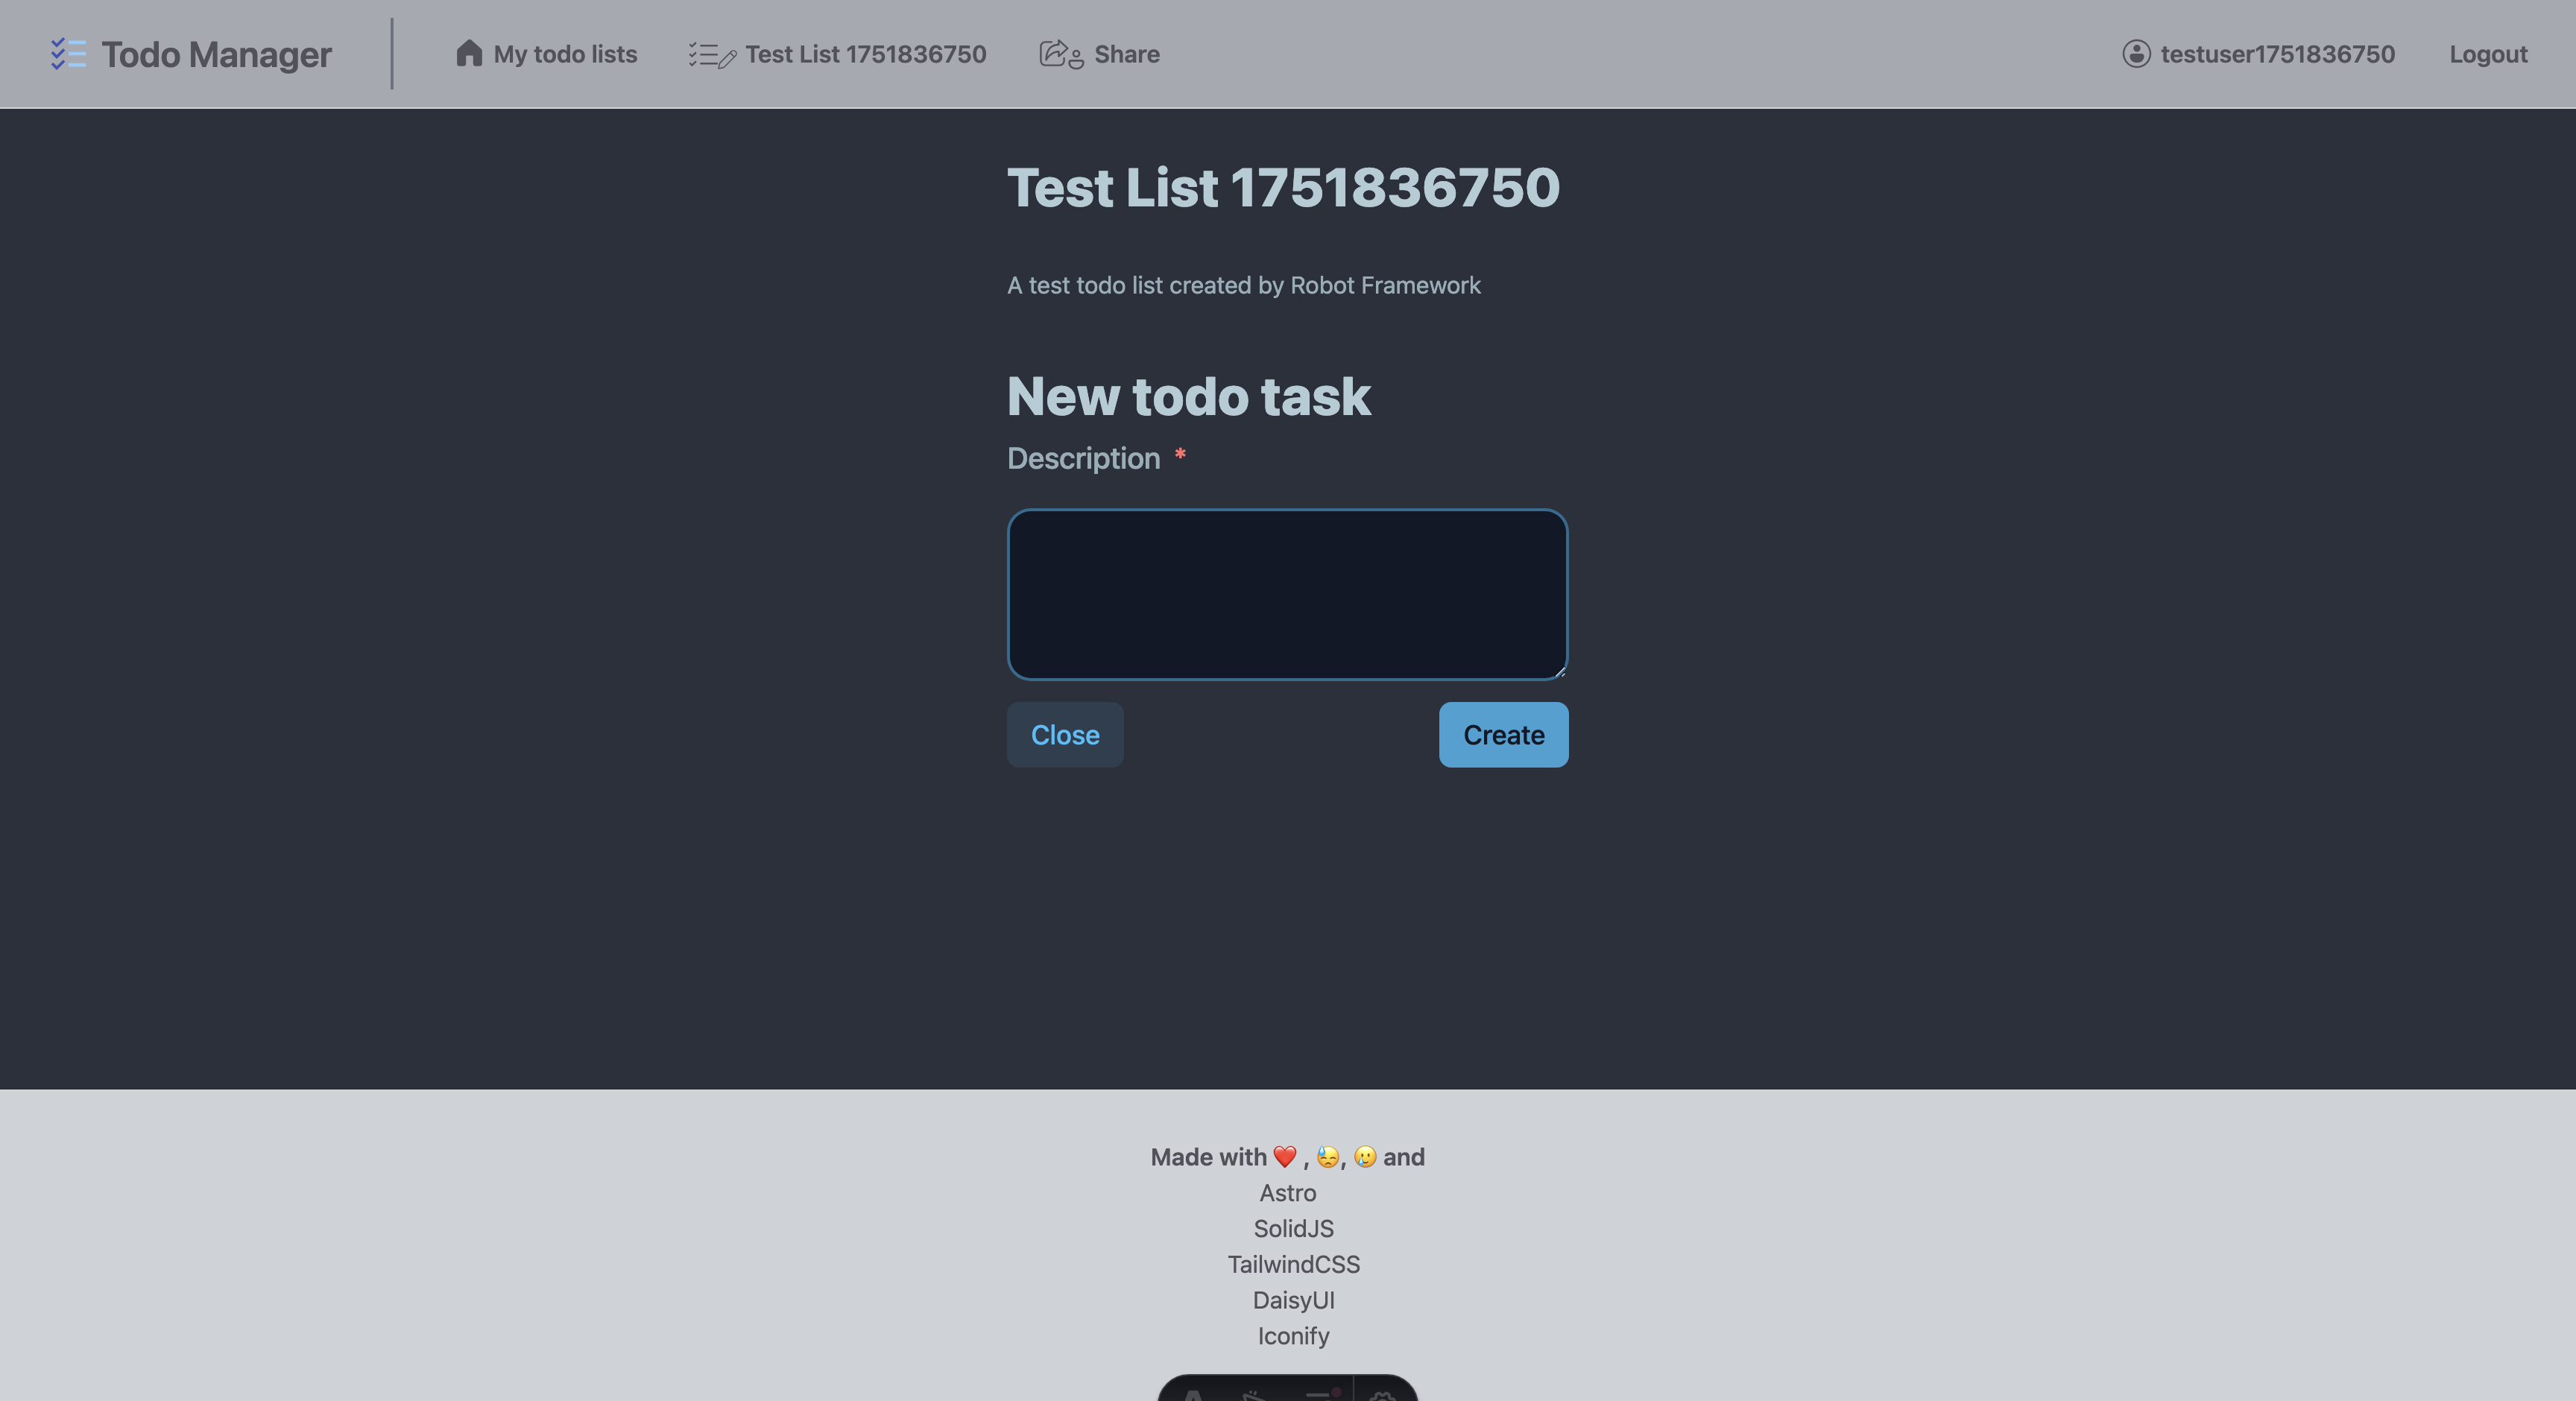 Todo Manager
My todo lists
Test List 1751836750
Share
testuser1751836750
Logout
Test List 1751836750
A test todo list created by Robot Framework
New todo task
Description *
Close
Create
Made with ❤️ , 😓, 🥲 and
Astro
SolidJS
TailwindCSS
DaisyUI
Iconify